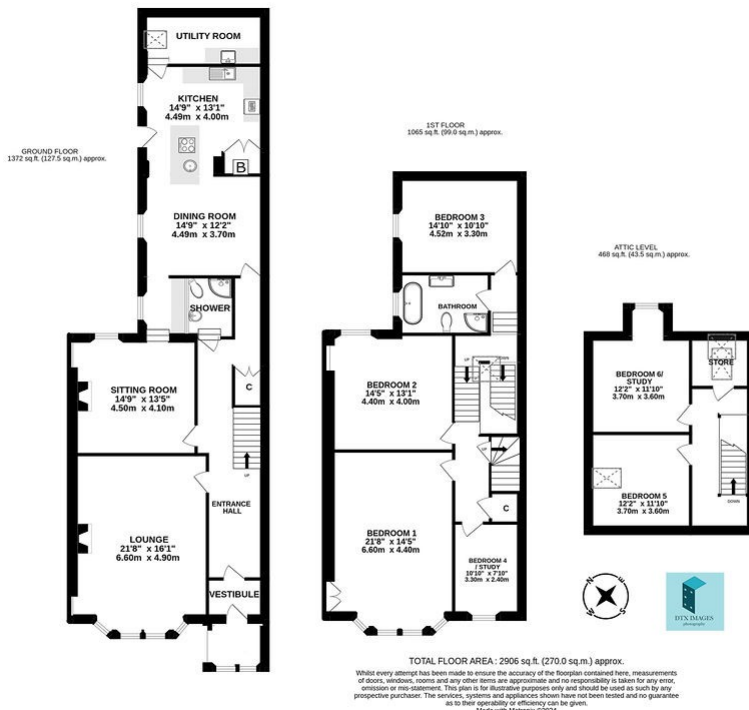 GROUND FLOOR
1372 sq.ft. (127.5 sq.m.) approx.
UTILITY ROOM
KITCHEN
14'9" x 13'1"
4.49m x 4.00m
B
DINING ROOM
14'9" x 12'2"
4.49m x 3.70m
SHOWER
C
SITTING ROOM
14'9" x 13'5"
4.50m x 4.10m
UP
ENTRANCE
HALL
LOUNGE
21'8" x 16'1"
6.60m x 4.90m
VESTIBULE
1ST FLOOR
1065 sq.ft. (99.0 sq.m.) approx.
BEDROOM 3
14'10" x 10'10"
4.52m x 3.30m
BATHROOM
UP
DOWN
BEDROOM 2
14'5" x 13'1"
4.40m x 4.00m
UP
C
BEDROOM 1
21'8" x 14'5"
6.60m x 4.40m
BEDROOM 4
/ STUDY
10'10" x 7'10"
3.30m x 2.40m
ATTIC LEVEL
468 sq.ft. (43.5 sq.m.) approx.
STORE
BEDROOM 6/
STUDY
12'2" x 11'10"
3.70m x 3.60m
BEDROOM 5
12'2" x 11'10"
3.70m x 3.60m
DOWN
N
E
W
S
DTX IMAGES
photography
TOTAL FLOOR AREA : 2906 sq.ft. (270.0 sq.m.) approx.
Whilst every attempt has been made to ensure the accuracy of the floorplan contained here, measurements
of doors, windows, rooms and any other items are approximate and no responsibility is taken for any error,
omission or mis-statement. This plan is for illustrative purposes only and should be used as such by any
prospective purchaser. The services, systems and appliances shown have not been tested and no guarantee
as to their operability or efficiency can be given.
Made with Metropix ©2024